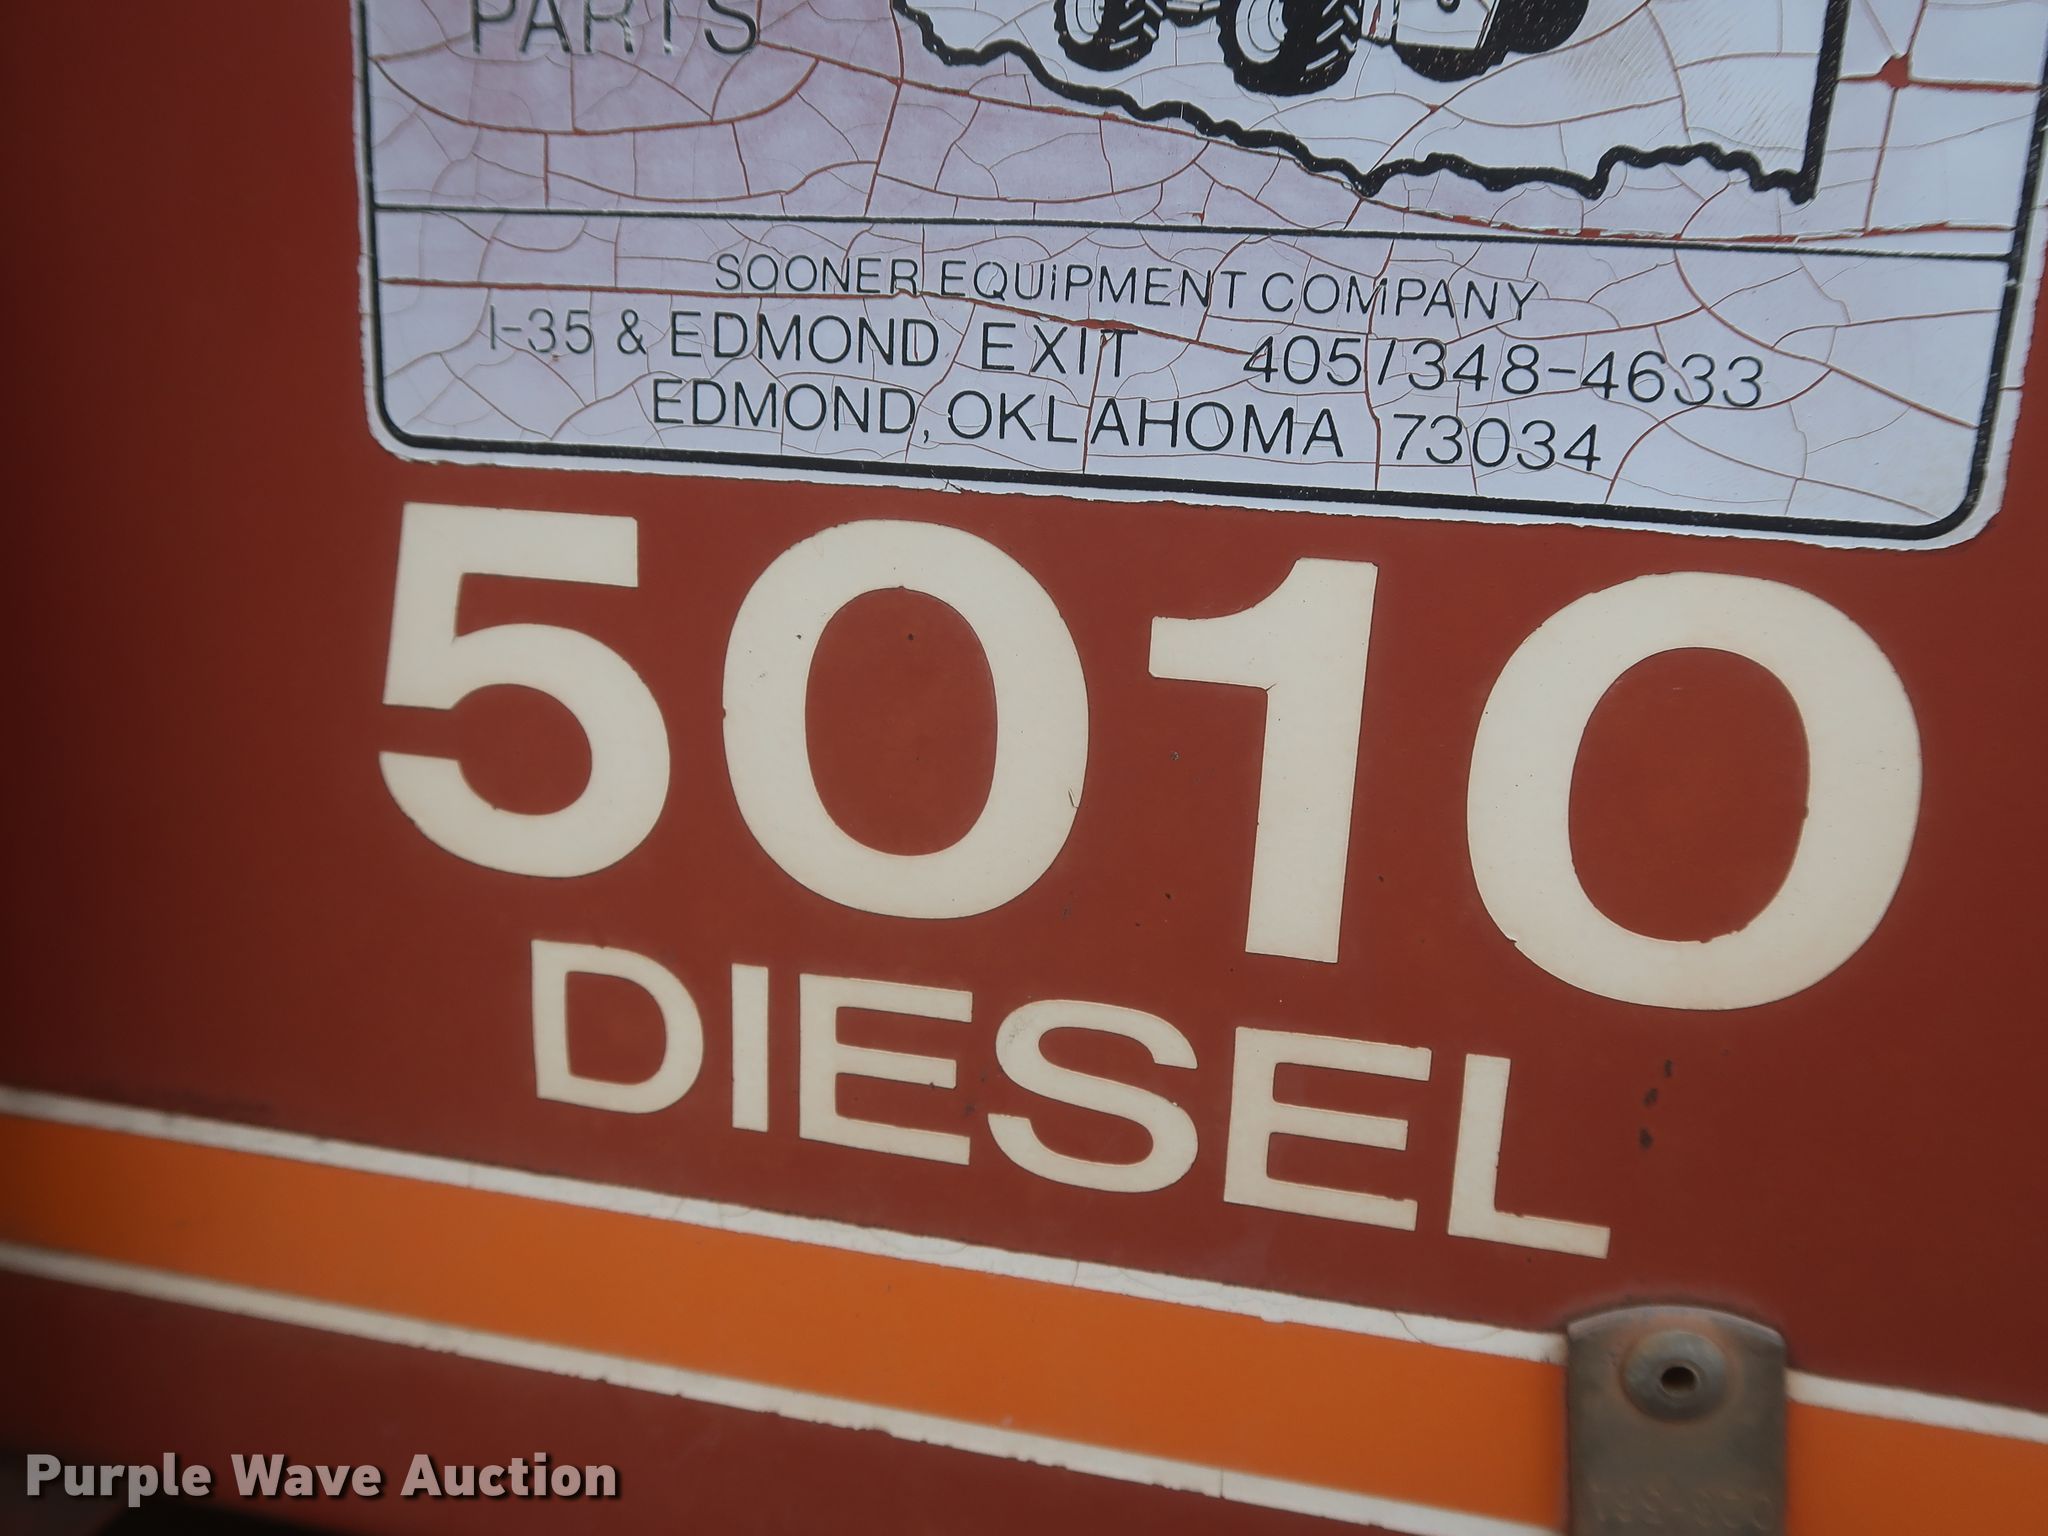 PARTS
SOONER EQUIPMENT COMPANY
I-35 & EDMOND EXIT 405/348-4633
EDMOND, OKLAHOMA 73034
5010
DIESEL
Purple Wave Auction